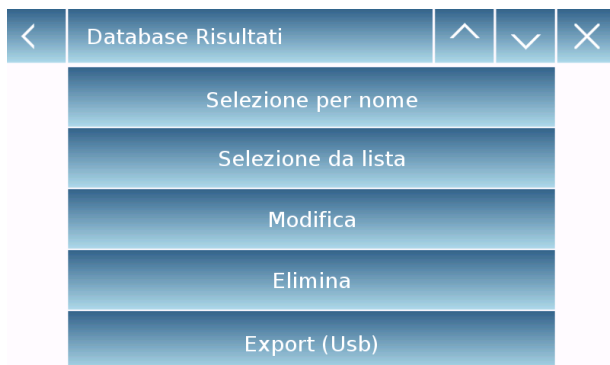 Database Risultati
Selezione per nome
Selezione da lista
Modifica
Elimina
Export (Usb)